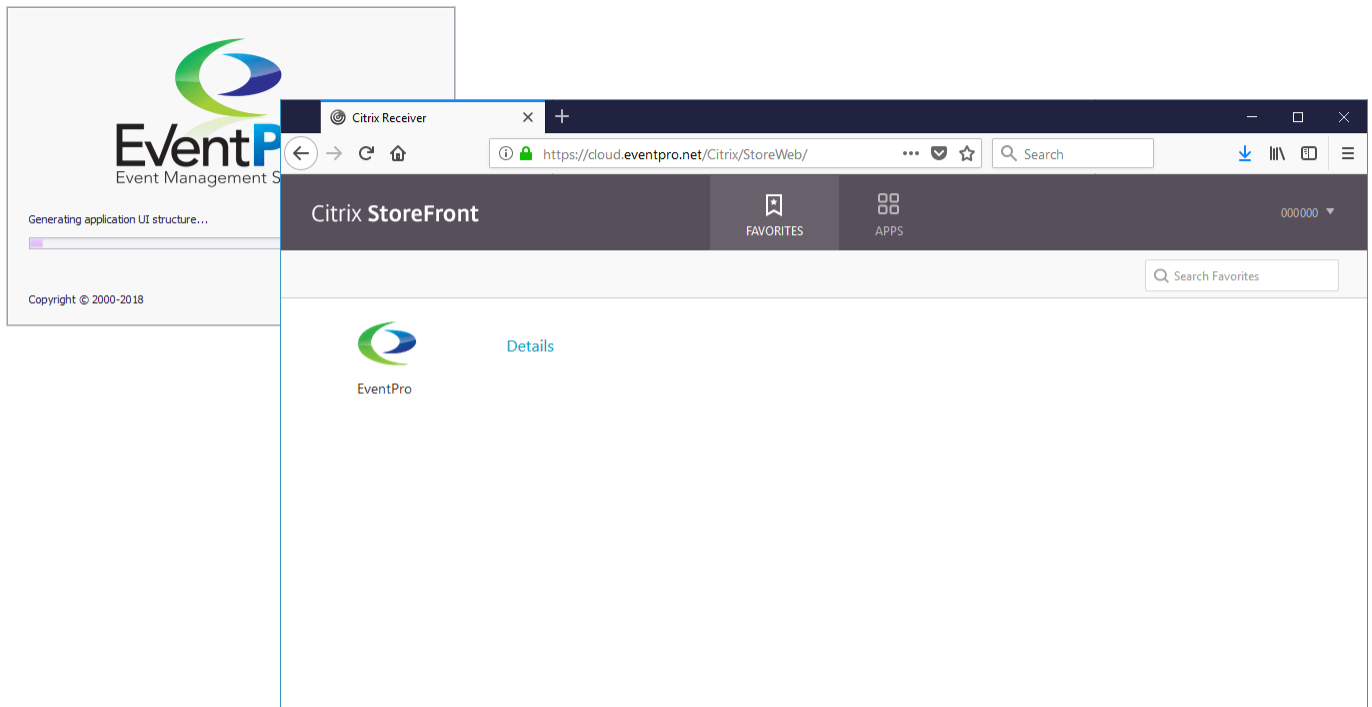 EventP
Event Management S
Generating application UI structure...
Copyright © 2000-2018
Citrix Receiver
https://cloud.eventpro.net/Citrix/StoreWeb/
Search
Citrix StoreFront
FAVORITES
APPS
000000
Search Favorites
Details
EventPro